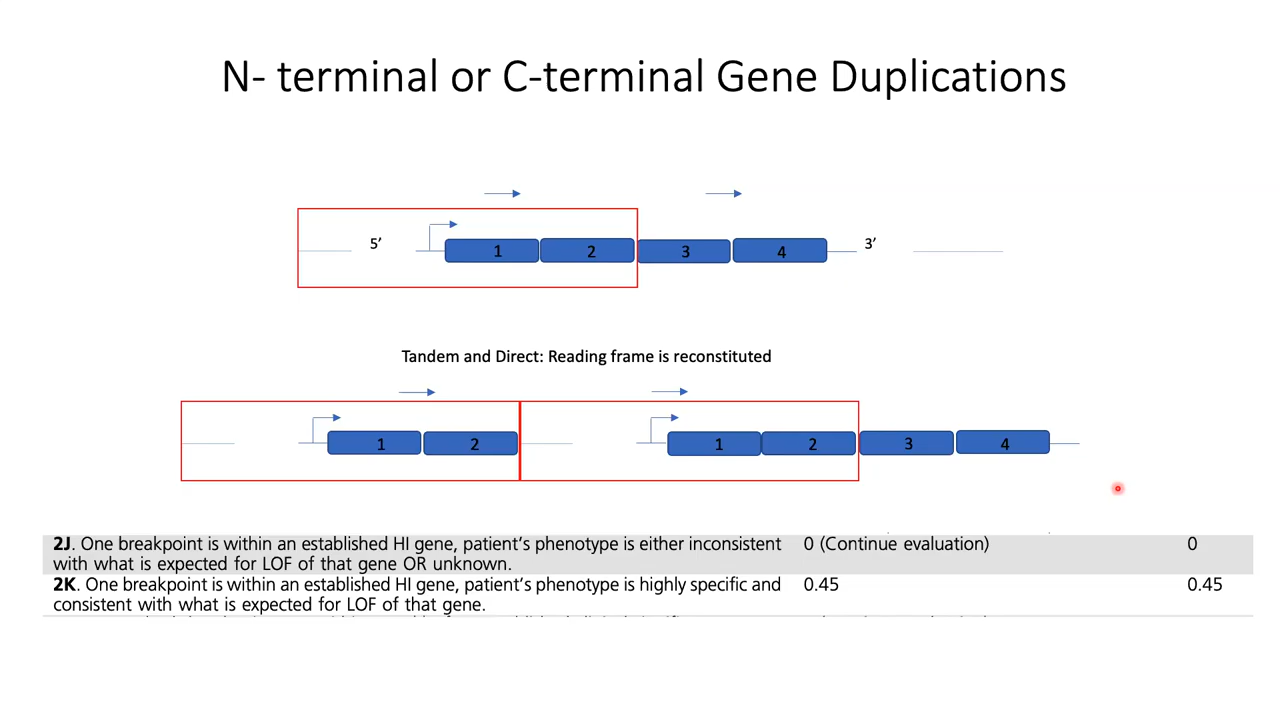 N- terminal or C-terminal Gene Duplications
5’ 1 2 3 4 3’
Tandem and Direct: Reading frame is reconstituted
1 2 1 2 3 4
2J. One breakpoint is within an established HI gene, patient’s phenotype is either inconsistent 0 (Continue evaluation) 0
with what is expected for LOF of that gene OR unknown.
2K. One breakpoint is within an established HI gene, patient’s phenotype is highly specific and 0.45 0.45
consistent with what is expected for LOF of that gene.